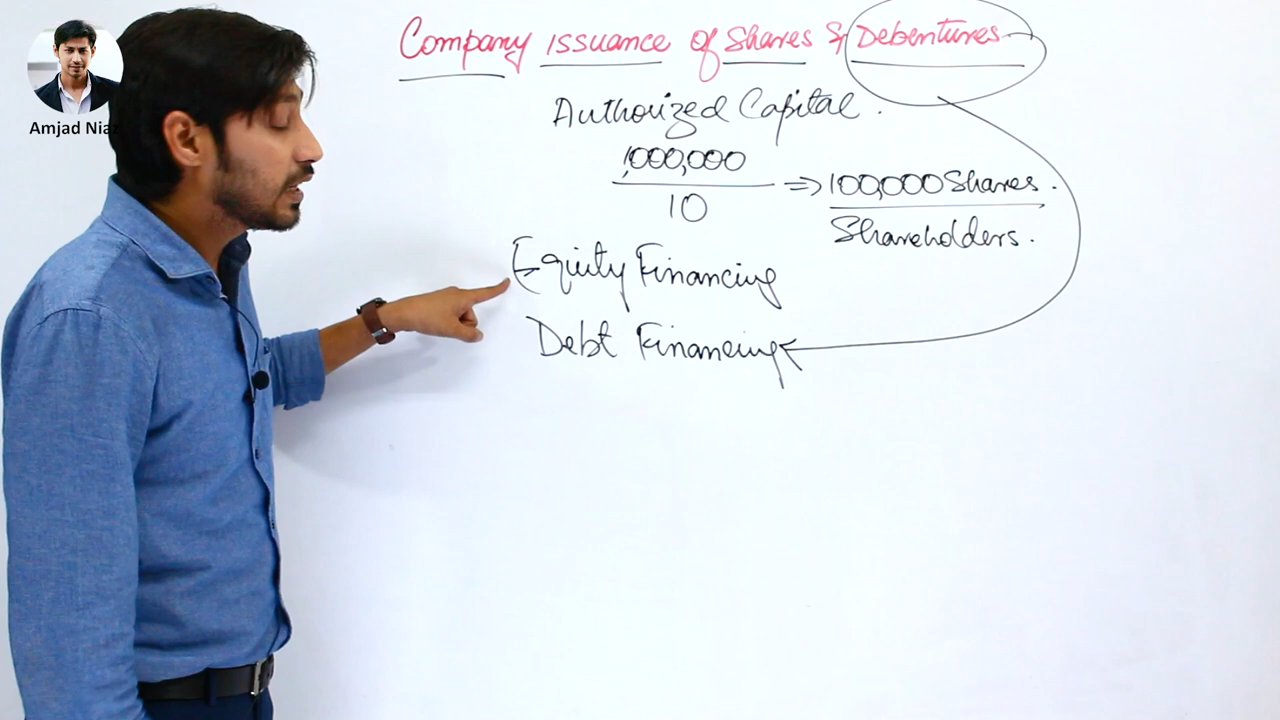 Company issuance of Shares & Debentures
Authorized Capital.
1,000,000
10
=> 100,000 Shares.
Shareholders.
Equity Financing
Debt Financing
Amjad Niaz